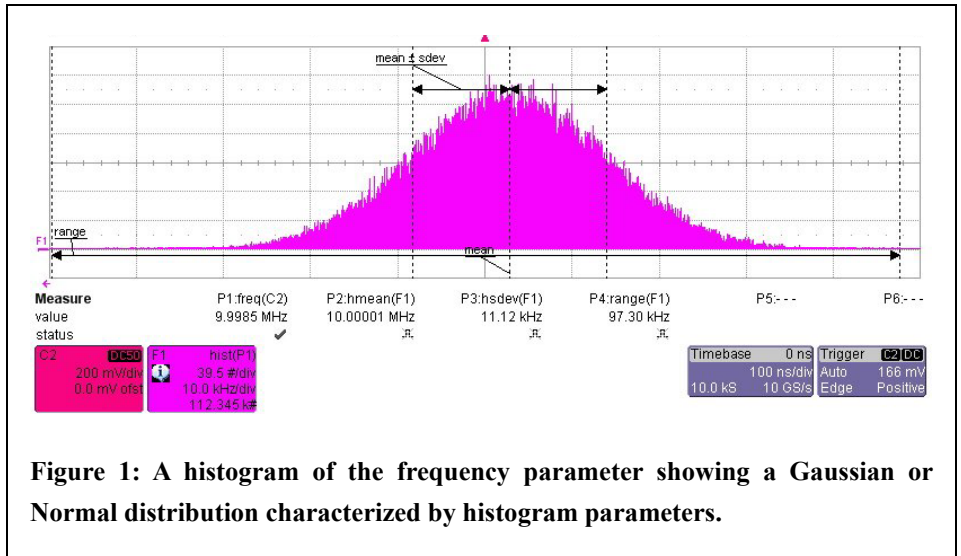 mean ± sdev
F1
range
mean
Measure P1:freq(C2) P2:hmean(F1) P3:hsdev(F1) P4:range(F1) P5:- - - P6:- - -
value 9.9985 MHz 10.00001 MHz 11.12 kHz 97.30 kHz
status
C2 DC50 F1 hist(P1) Timebase 0 ns Trigger C2 DC
200 mV/div 39.5 #/div 100 ns/div Auto 166 mV
0.0 mV ofst 10.0 kHz/div 10.0 kS 10 GS/s Edge Positive
112.345 k#
Figure 1: A histogram of the frequency parameter showing a Gaussian or
Normal distribution characterized by histogram parameters.